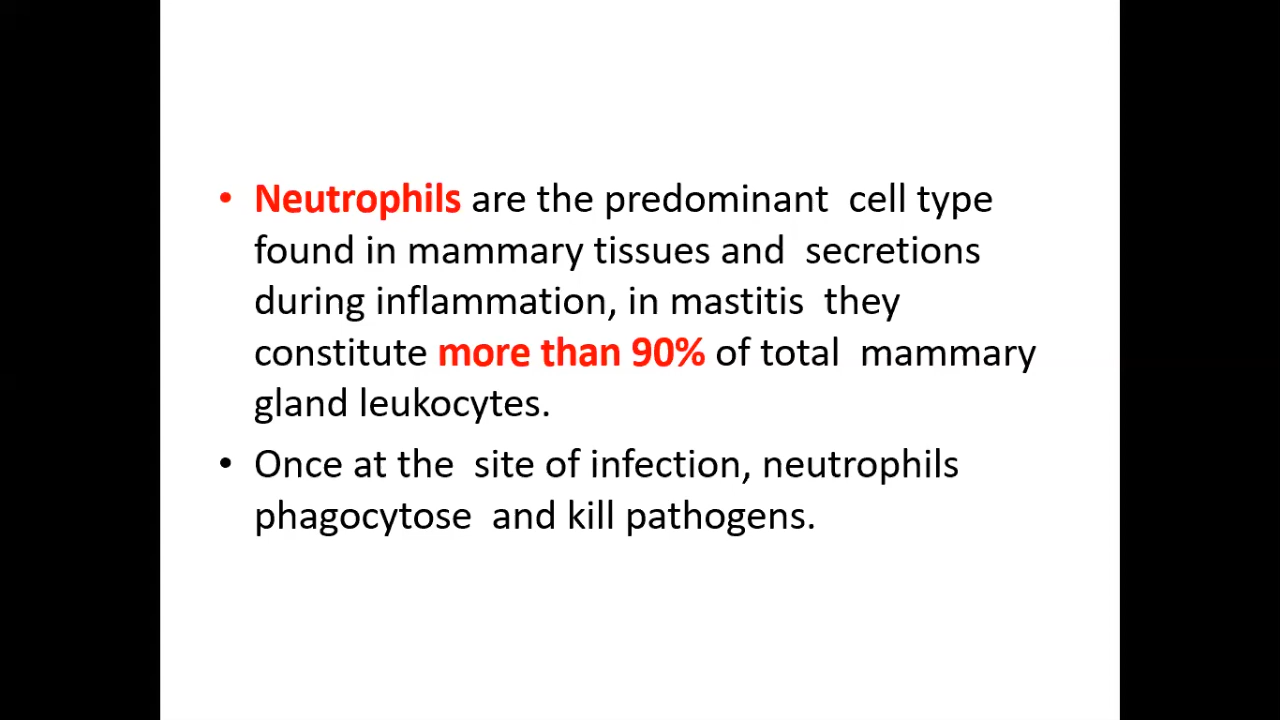 • Neutrophils are the predominant  cell type
found in mammary tissues and  secretions
during inflammation, in mastitis  they
constitute more than 90% of total  mammary
gland leukocytes.
• Once at the  site of infection, neutrophils
phagocytose  and kill pathogens.